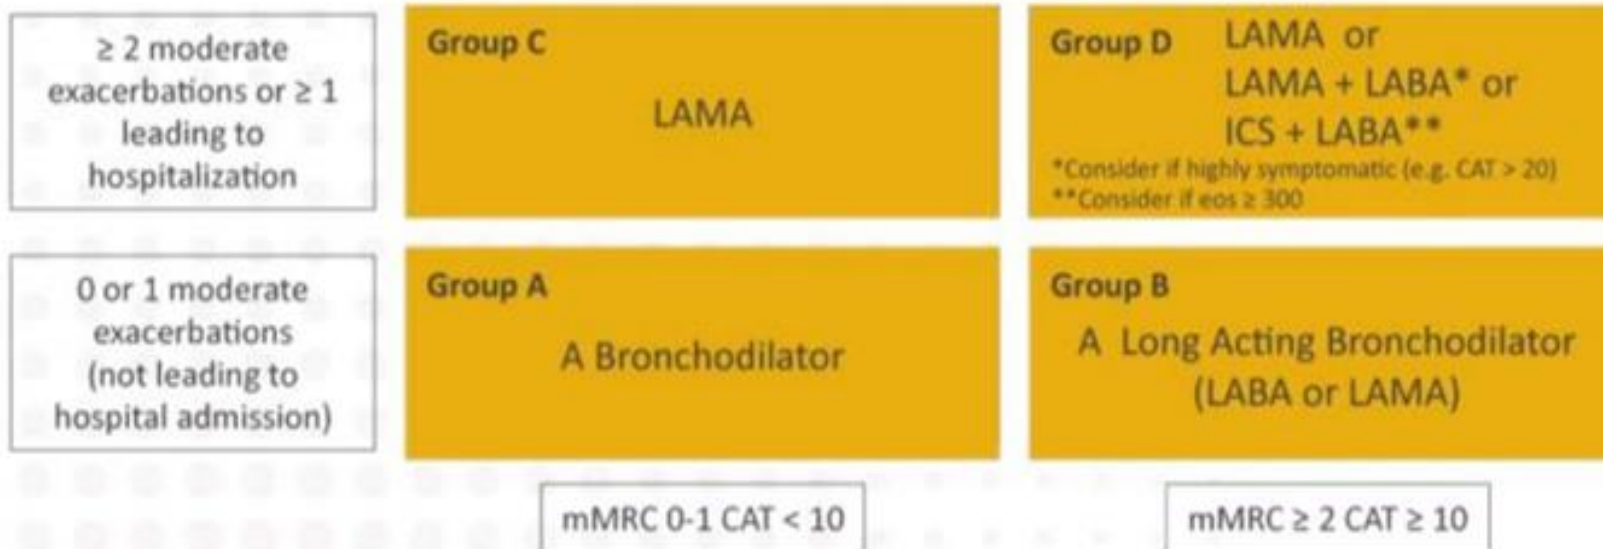 ≥ 2 moderate
exacerbations or ≥ 1
leading to
hospitalization
Group C
LAMA
Group D
LAMA or
LAMA + LABA* or
ICS + LABA**
*Consider if highly symptomatic (e.g. CAT > 20)
**Consider if eos ≥ 300
0 or 1 moderate
exacerbations
(not leading to
hospital admission)
Group A
A Bronchodilator
Group B
A Long Acting Bronchodilator
(LABA or LAMA)
mMRC 0-1 CAT < 10
mMRC ≥ 2 CAT ≥ 10